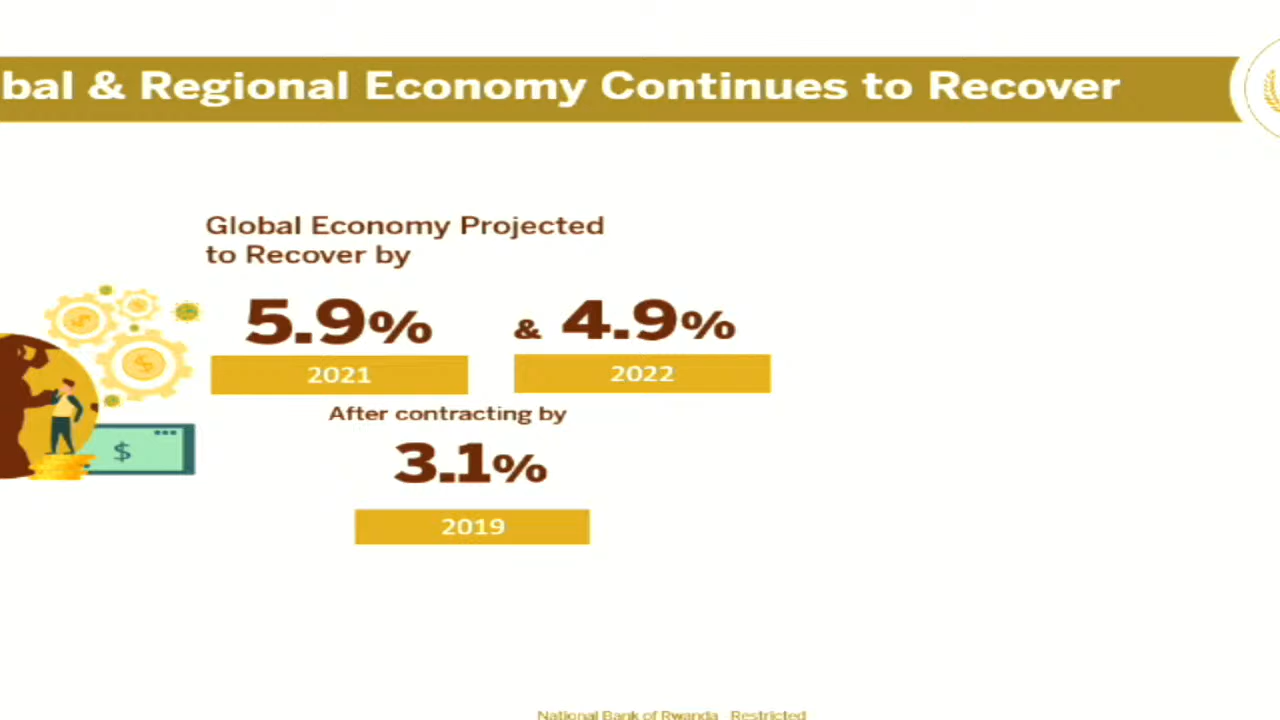 bal & Regional Economy Continues to Recover
Global Economy Projected
to Recover by
5.9% & 4.9%
2021 2022
After contracting by
3.1%
2019
$
National Bank of Rwanda Restricted